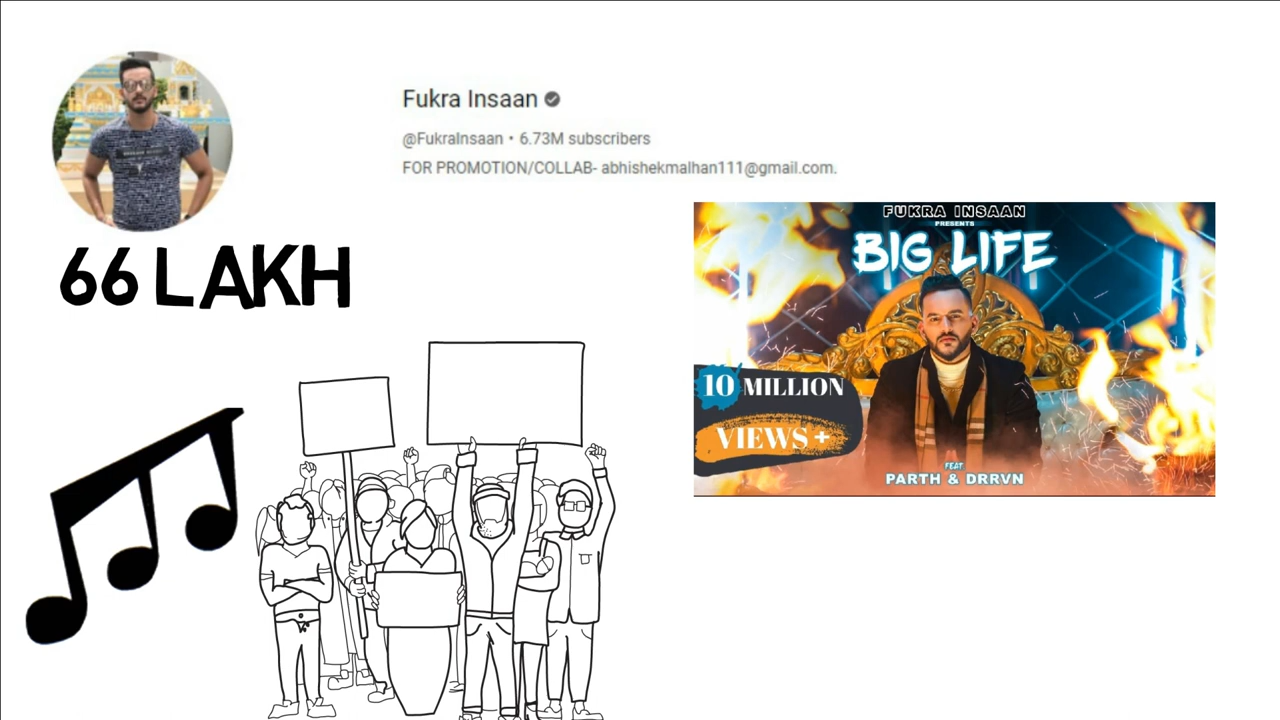 Fukra Insaan
@FukraInsaan • 6.73M subscribers
FOR PROMOTION/COLLAB- abhishekmalhan111@gmail.com.
66 LAKH
FUKRA INSAAN
PRESENTS
BIG LIFE
10 MILLION
VIEWS +
FEAT
PARTH & DRRVN